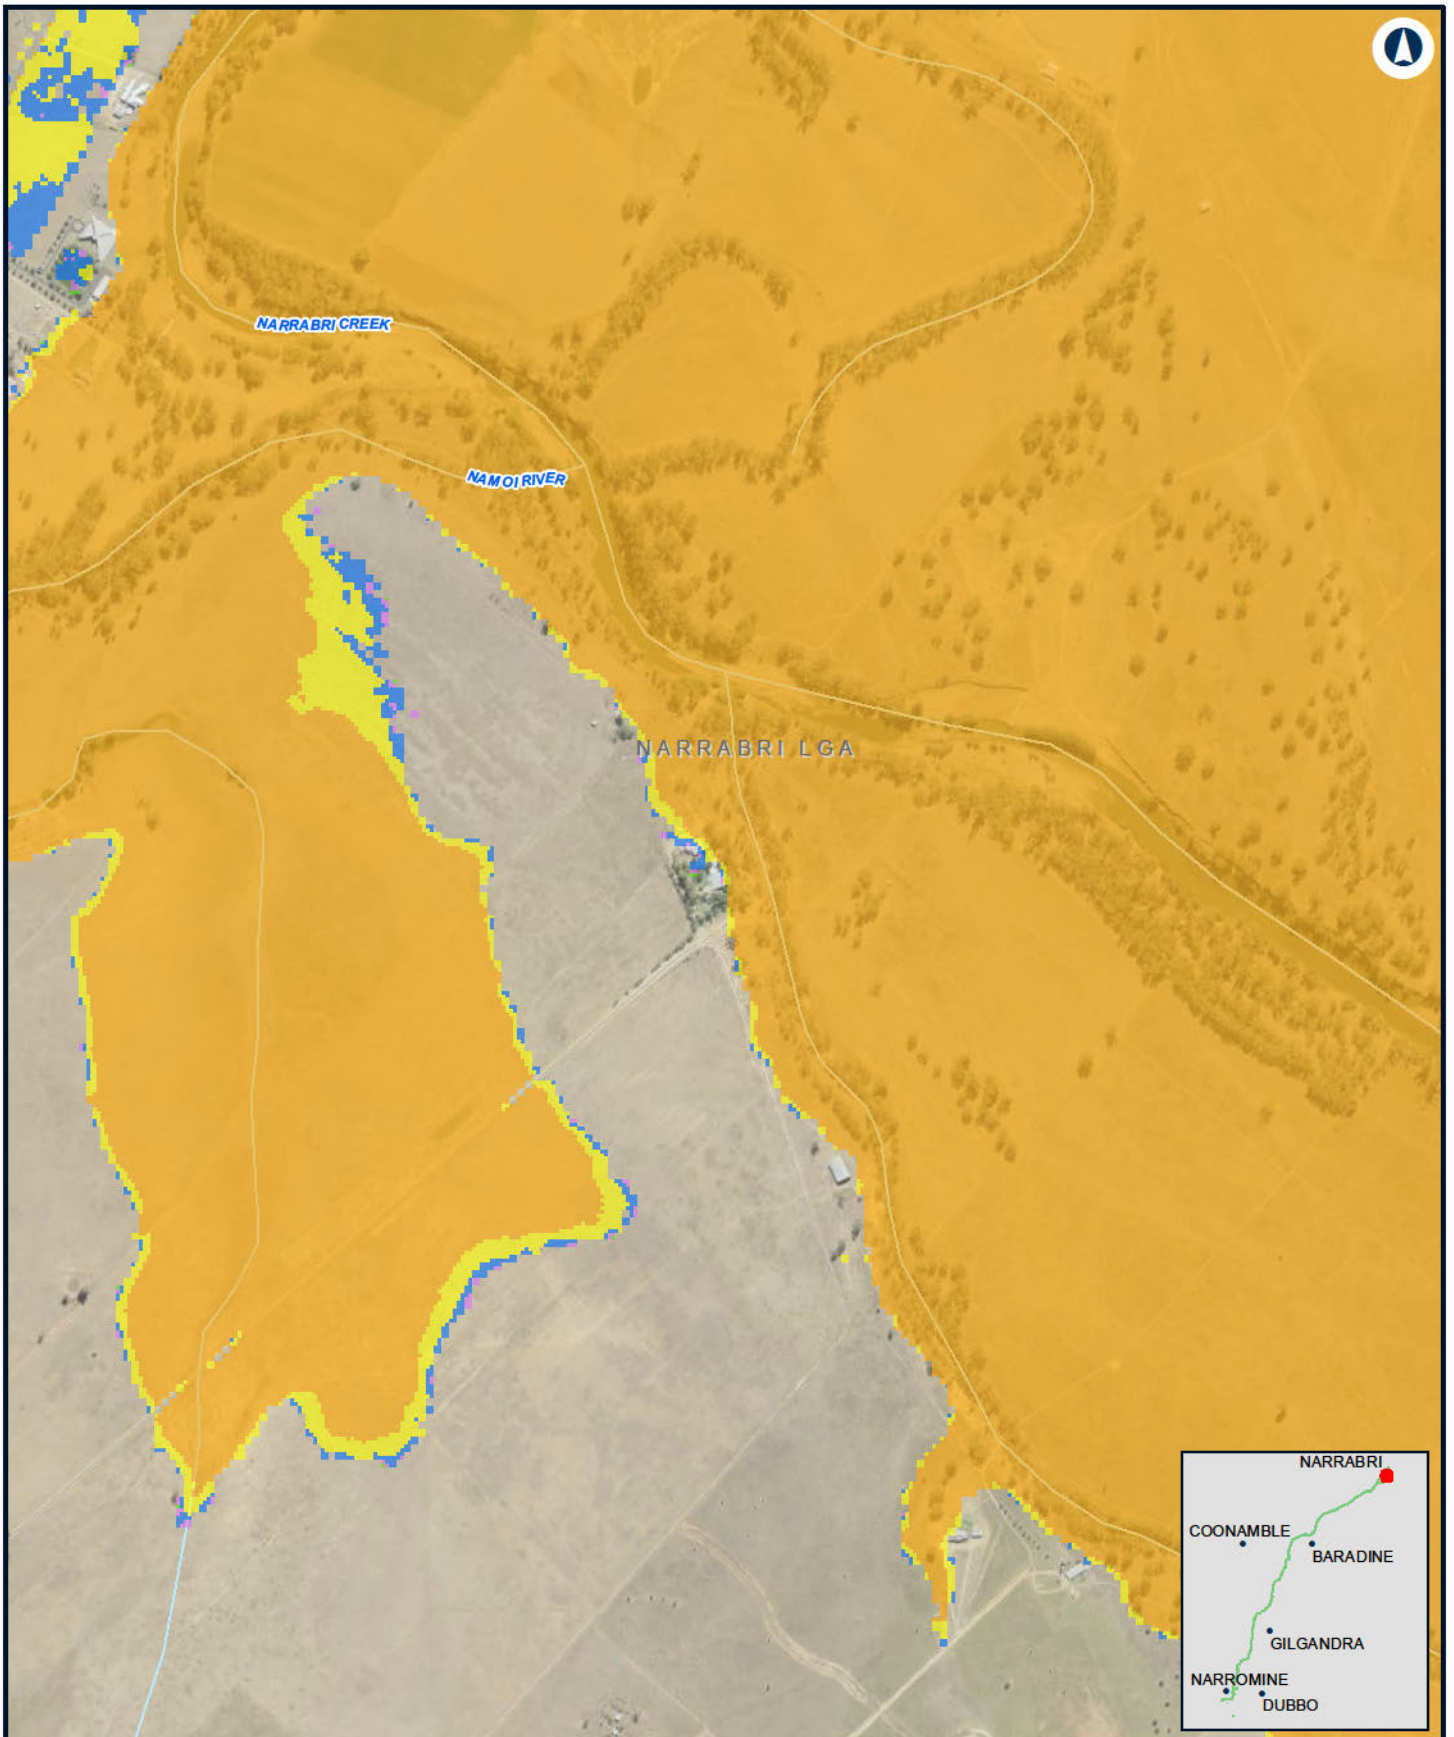 NARRABRI CREEK
NAMOI RIVER
NARRABRI LGA
NARRABRI
COONAMBLE
BARADINE
GILGANDRA
NARROMINE
DUBBO